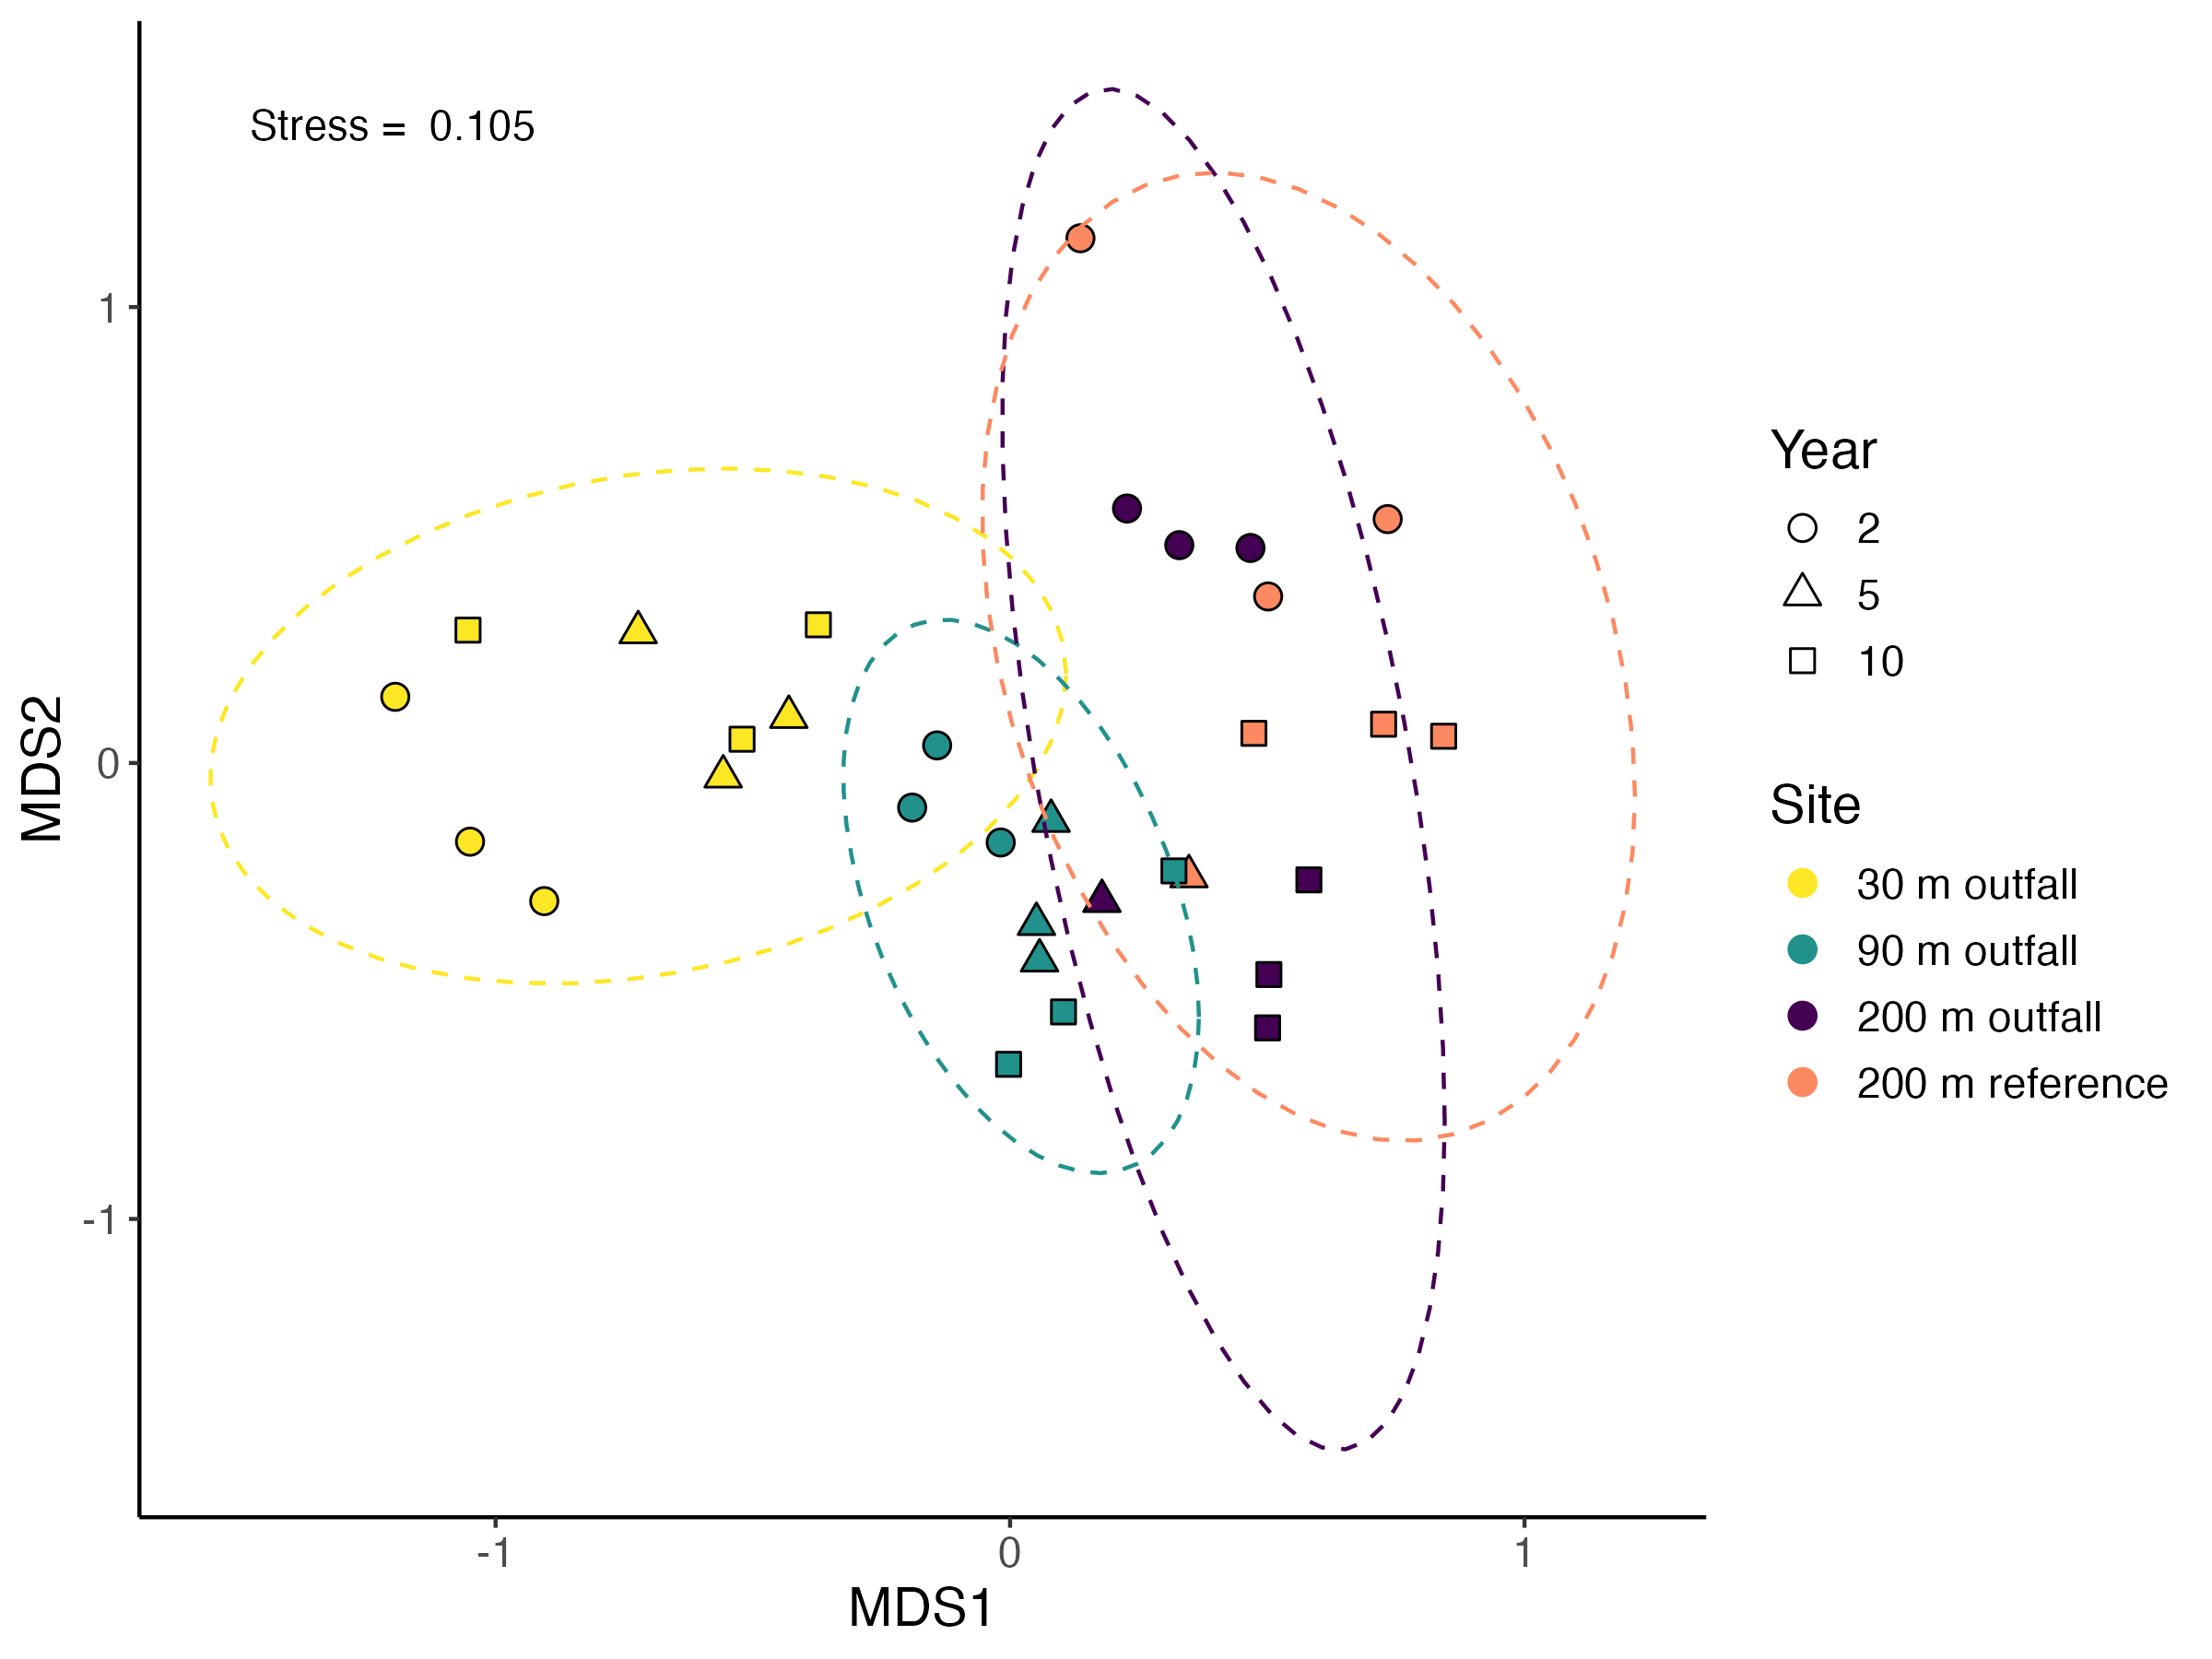 Stress = 0.105
MDS2
1
0
-1
-1
0
1
MDS1
Year
2
5
10
Site
30 m outfall
90 m outfall
200 m outfall
200 m reference